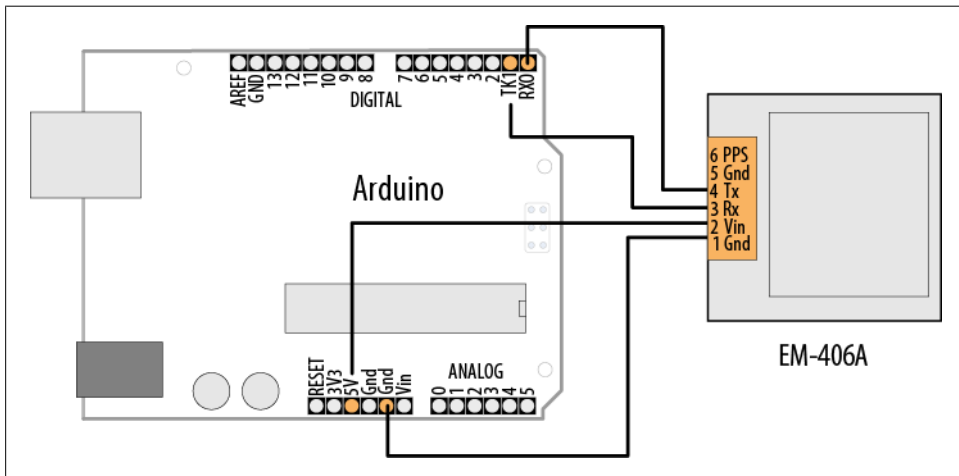 AREF
GND
13
12
11
10
9
8
7
6
5
4
3
2
TK1
RX0
DIGITAL
Arduino
6 PPS
5 Gnd
4 Tx
3 Rx
2 Vin
1 Gnd
EM-406A
RESET
3V3
5V
Gnd
Gnd
Vin
ANALOG
0
1
2
3
4
5